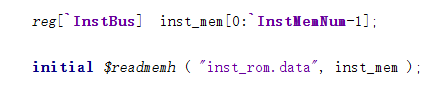 reg[`InstBus]  inst_mem[0:`InstMemNum-1];
initial $readmemh ( "inst_rom.data", inst_mem );